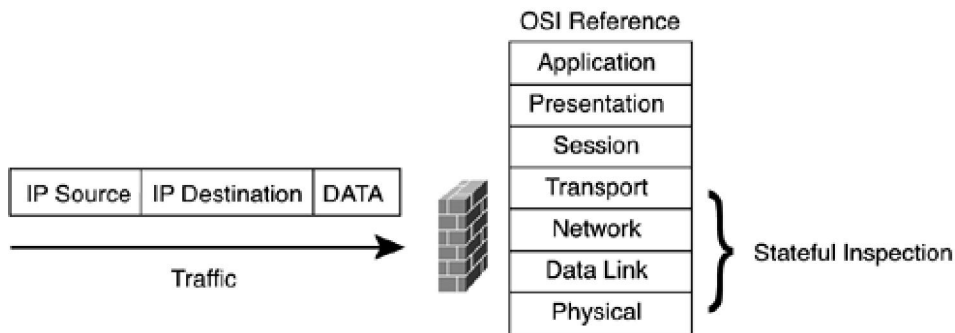 OSI Reference
Application
Presentation
Session
Transport
Network
Data Link
Physical
IP Source
IP Destination
DATA
Traffic
Stateful Inspection